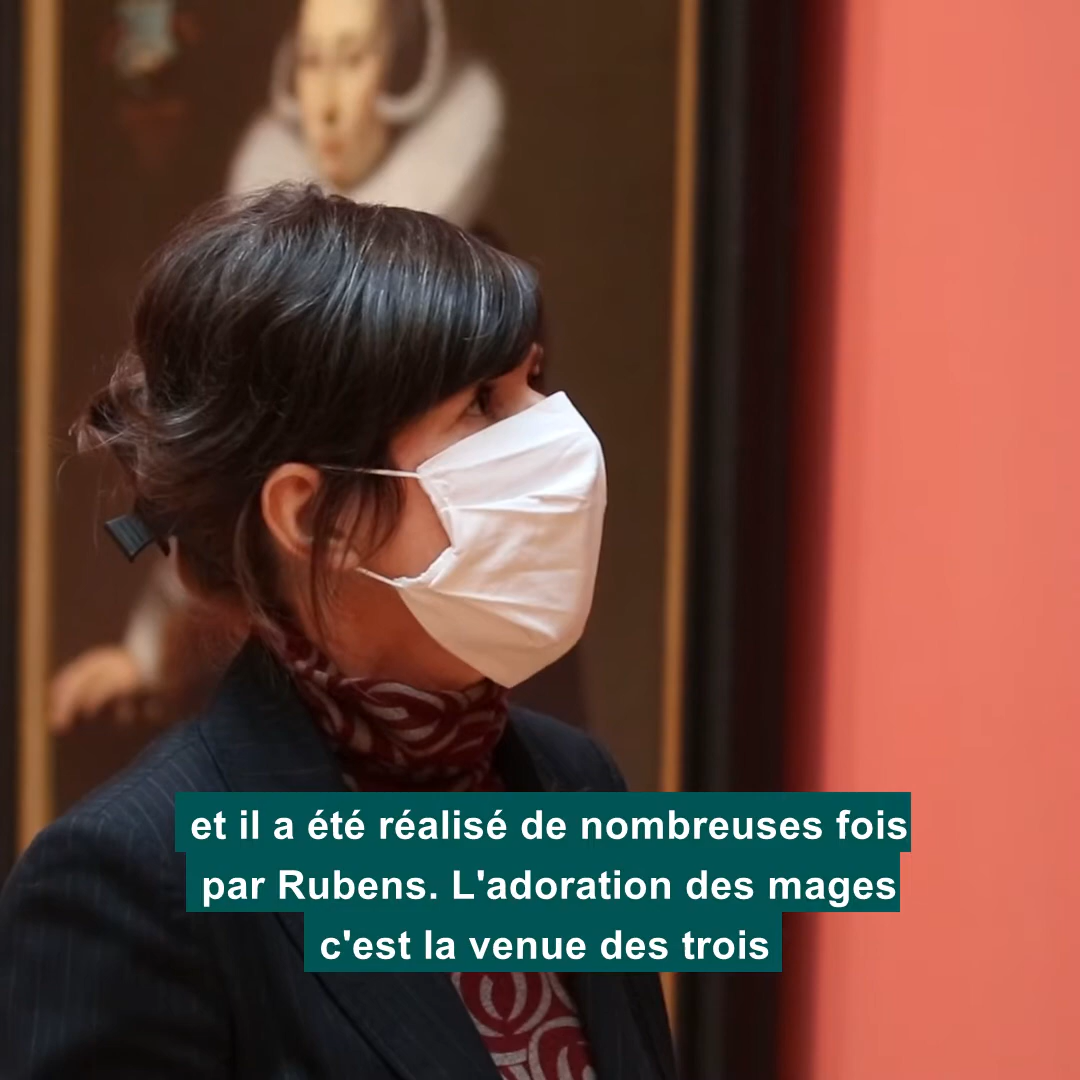 et il a été réalisé de nombreuses fois
par Rubens. L'adoration des mages
c'est la venue des trois